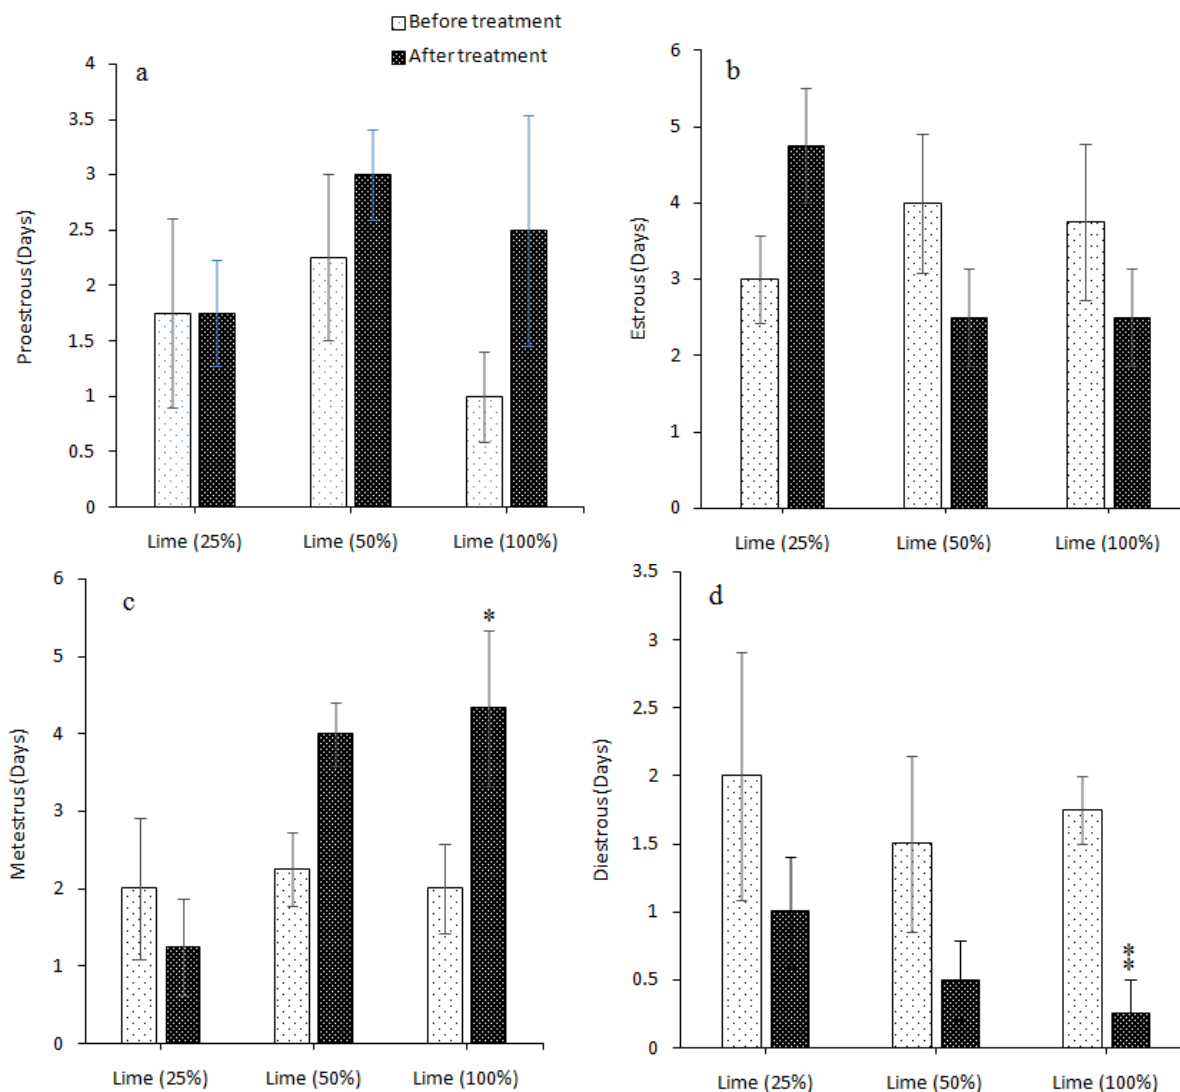 Before treatment
After treatment
a
4
3.5
3
2.5
2
1.5
1
0.5
0
Proestrous(Days)
Lime (25%) Lime (50%) Lime (100%)
b
6
5
4
3
2
1
0
Estrous(Days)
Lime (25%) Lime (50%) Lime (100%)
c
6
5
4
3
2
1
0
Metestrus(Days)
*
Lime (25%) Lime (50%) Lime (100%)
d
3.5
3
2.5
2
1.5
1
0.5
0
Diestrous(Days)
**
Lime (25%) Lime (50%) Lime (100%)